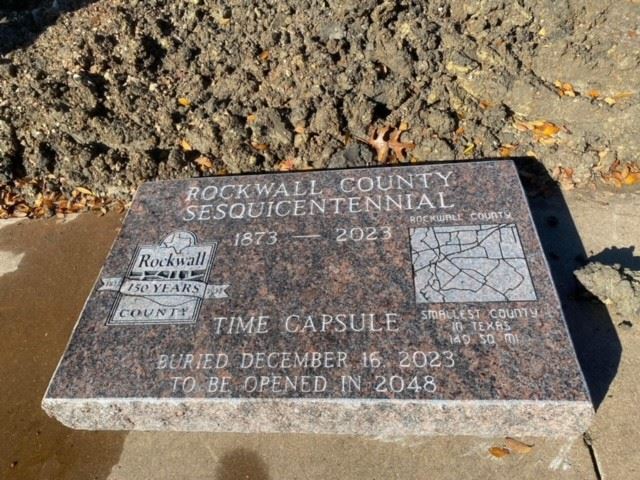 ROCKWALL COUNTY
SESQUICENTENNIAL
1873 — 2023
ROCKWALL COUNTY
Rockwall
150 YEARS
COUNTY
SMALLEST COUNTY
IN TEXAS
149 SQ MI
TIME CAPSULE
BURIED DECEMBER 16, 2023
TO BE OPENED IN 2048